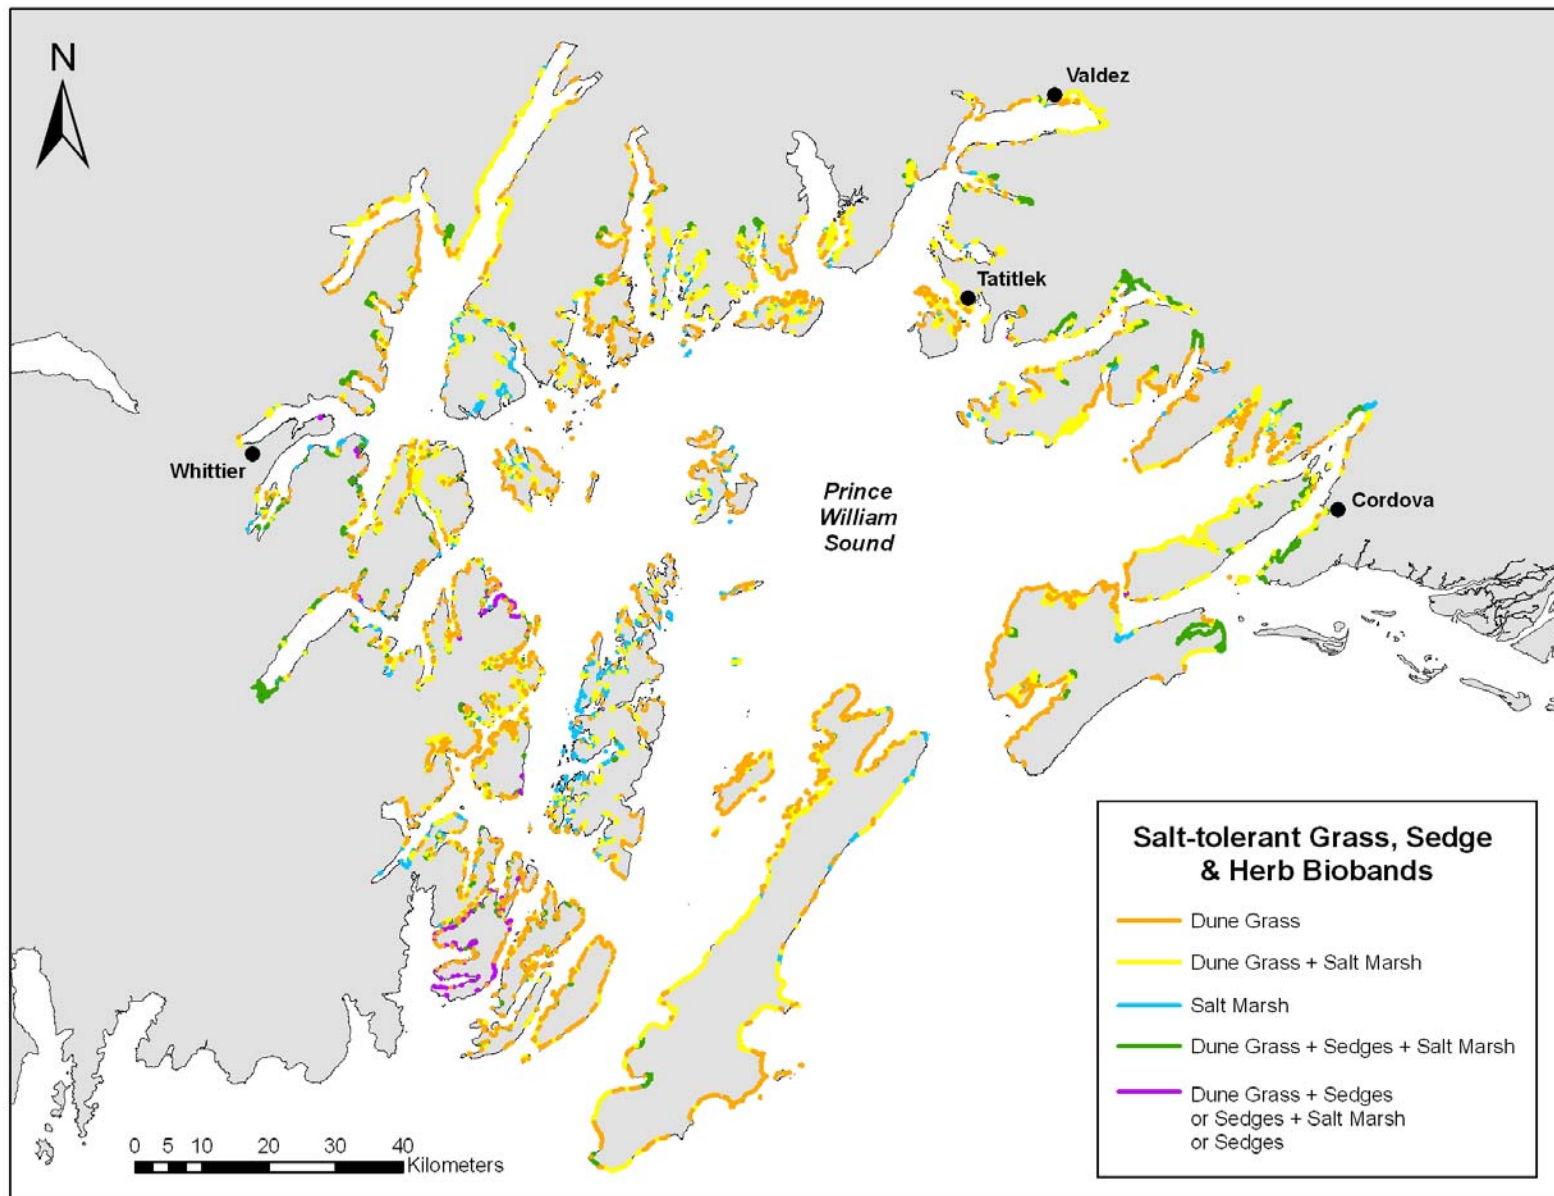 N
Valdez
Tatitlek
Whittier
Prince
William
Sound
Cordova
Salt-tolerant Grass, Sedge
& Herb Biobands
Dune Grass
Dune Grass + Salt Marsh
Salt Marsh
Dune Grass + Sedges + Salt Marsh
Dune Grass + Sedges
or Sedges + Salt Marsh
or Sedges
0 5 10 20 30 40
Kilometers